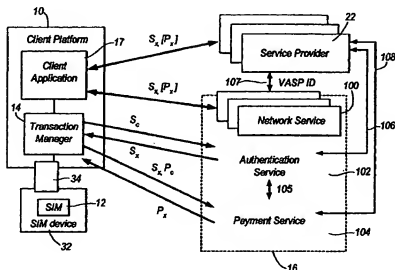 10
Client Platform
17
Client Application
14
Transaction Manager
34
12
SIM
SIM device
32
Sx, [Px]
Sx, [Px]
Sc
Sx
Sx, Pc
Px
22
Service Provider
107
VASP ID
108
106
100
Network Service
Authentication Service
102
105
Payment Service
104
16